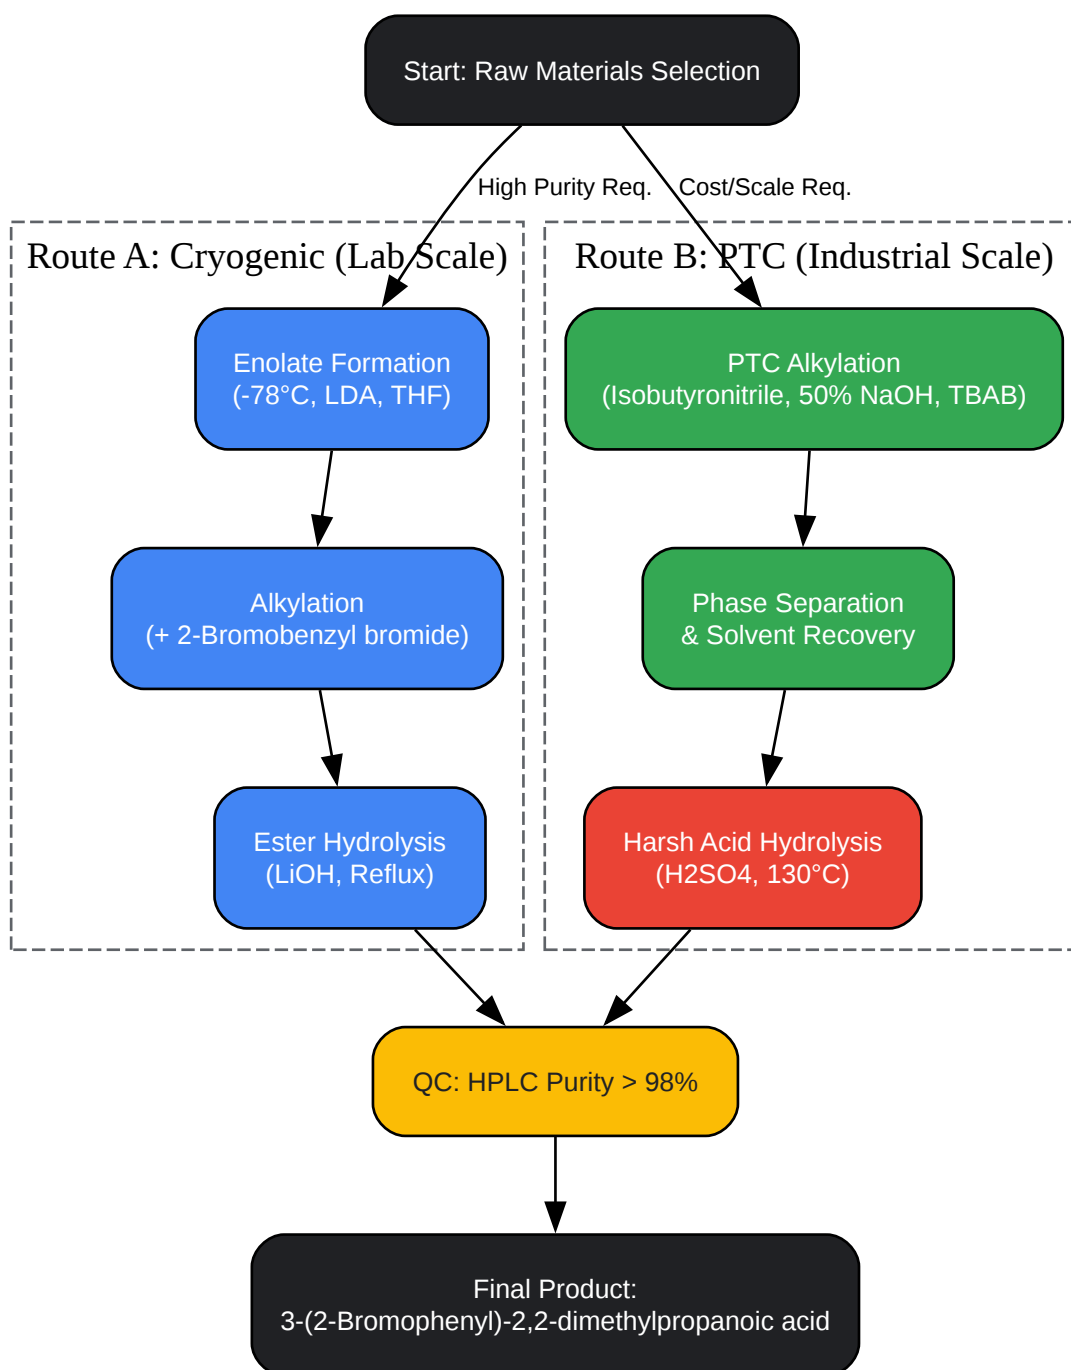 Start: Raw Materials Selection
High Purity Req.
Cost/Scale Req.
Route A: Cryogenic (Lab Scale)
Enolate Formation
(-78°C, LDA, THF)
Alkylation
(+ 2-Bromobenzyl bromide)
Ester Hydrolysis
(LiOH, Reflux)
Route B: PTC (Industrial Scale)
PTC Alkylation
(Isobutyronitrile, 50% NaOH, TBAB)
Phase Separation
& Solvent Recovery
Harsh Acid Hydrolysis
(H2SO4, 130°C)
QC: HPLC Purity > 98%
Final Product:
3-(2-Bromophenyl)-2,2-dimethylpropanoic acid